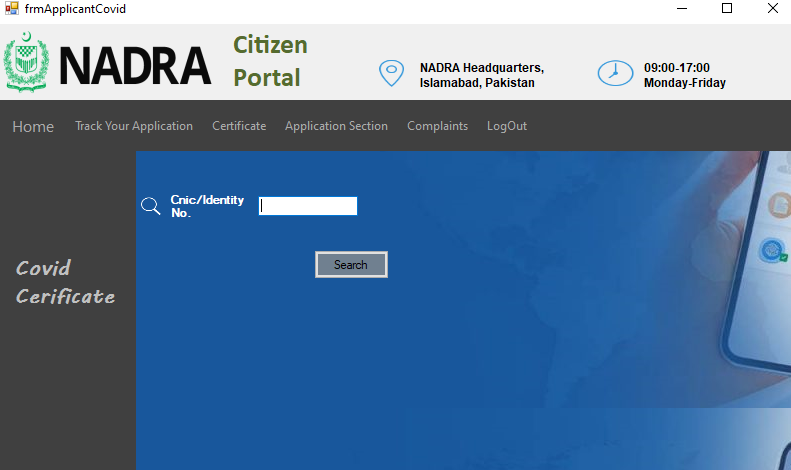 frmApplicantCovid
NADRA
Citizen
Portal
NADRA Headquarters,
Islamabad, Pakistan
09:00-17:00
Monday-Friday
Home Track Your Application Certificate Application Section Complaints LogOut
Cnic/Identity
No.
Search
Covid
Cerificate